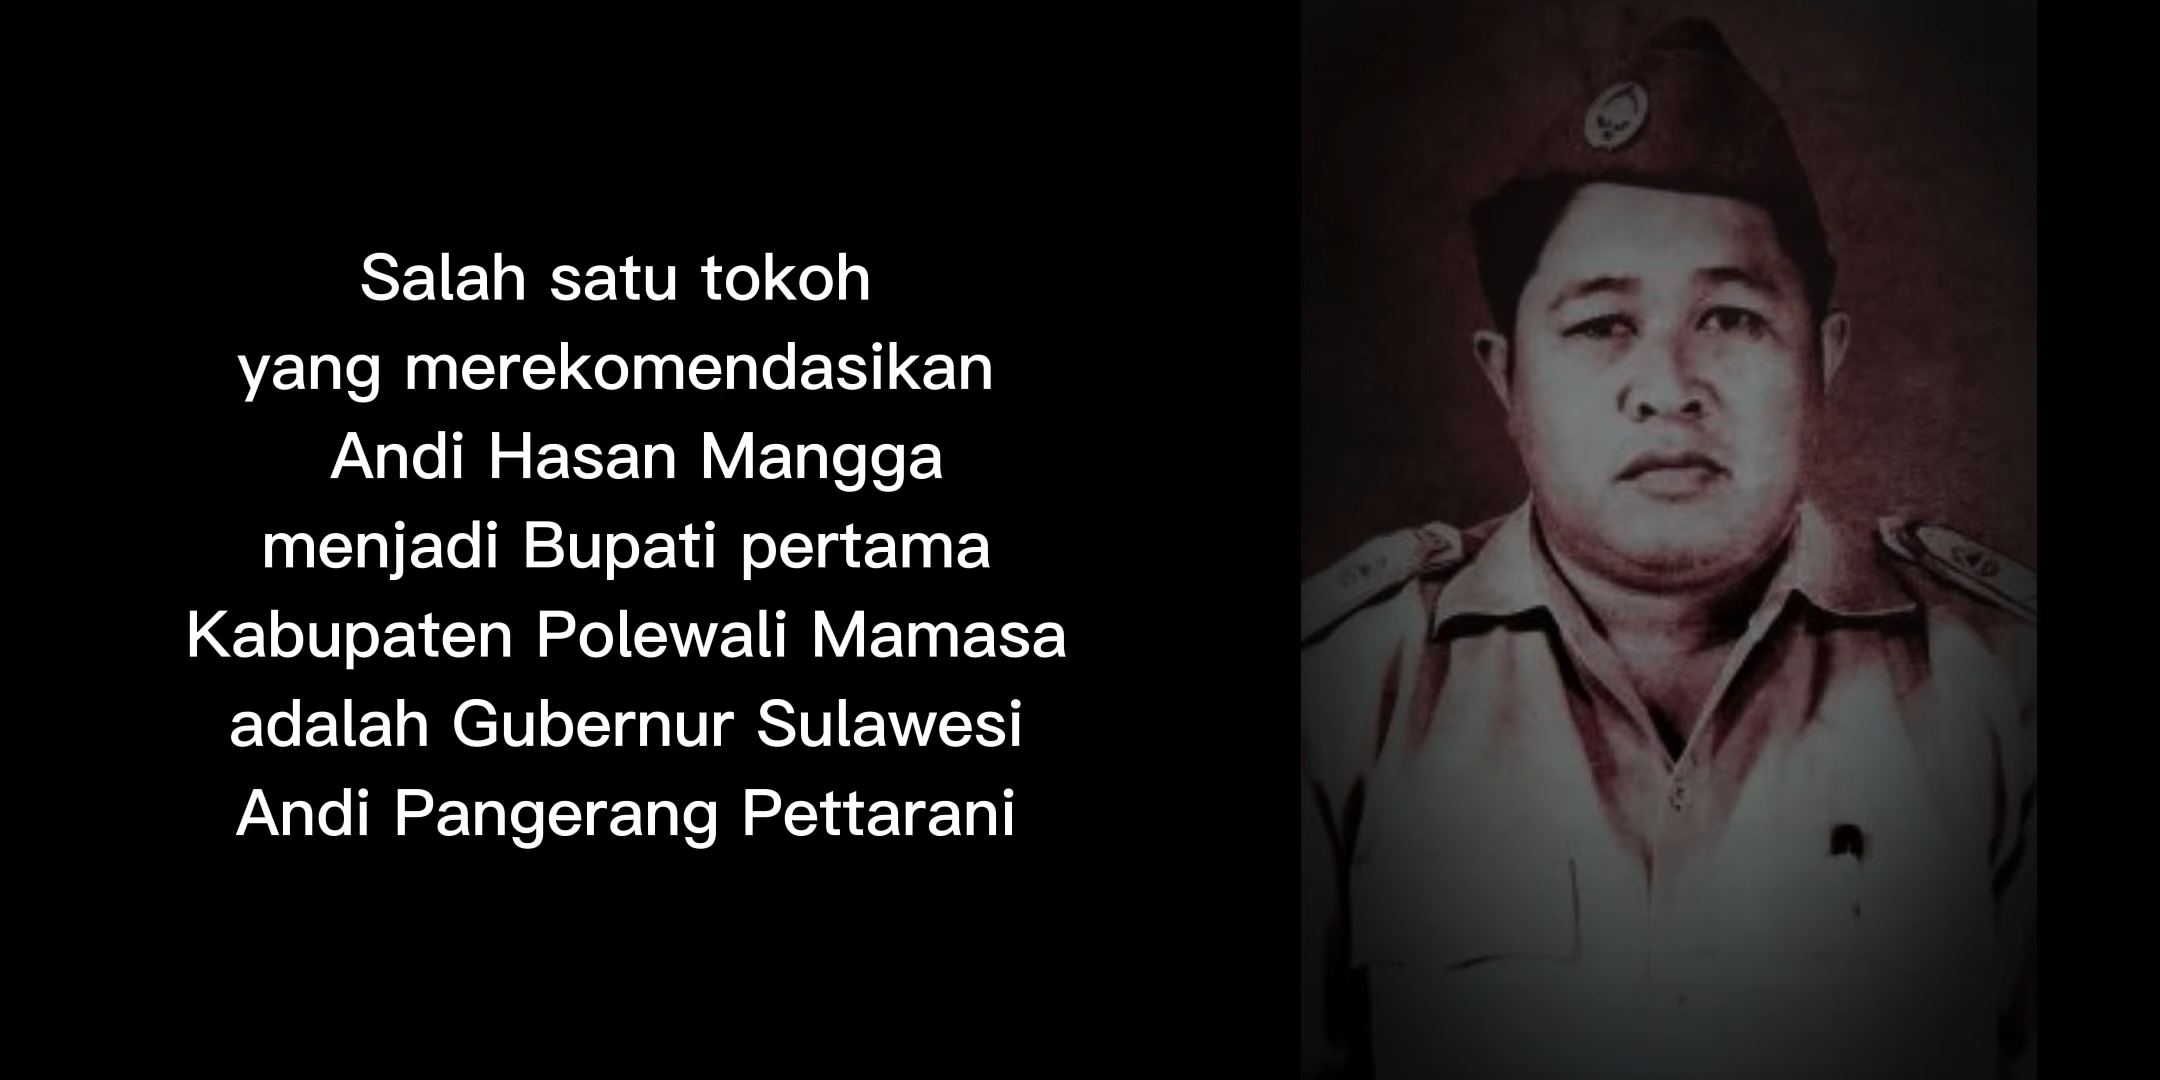 Salah satu tokoh
yang merekomendasikan
Andi Hasan Mangga
menjadi Bupati pertama
Kabupaten Polewali Mamasa
adalah Gubernur Sulawesi
Andi Pangerang Pettarani